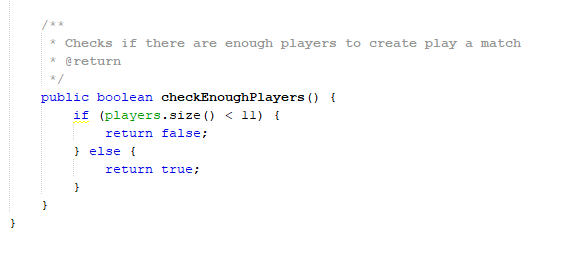 /**
* Checks if there are enough players to create play a match
* @return
*/
public boolean checkEnoughPlayers() {
if (players.size() < 11) {
return false;
} else {
return true;
}
}
}